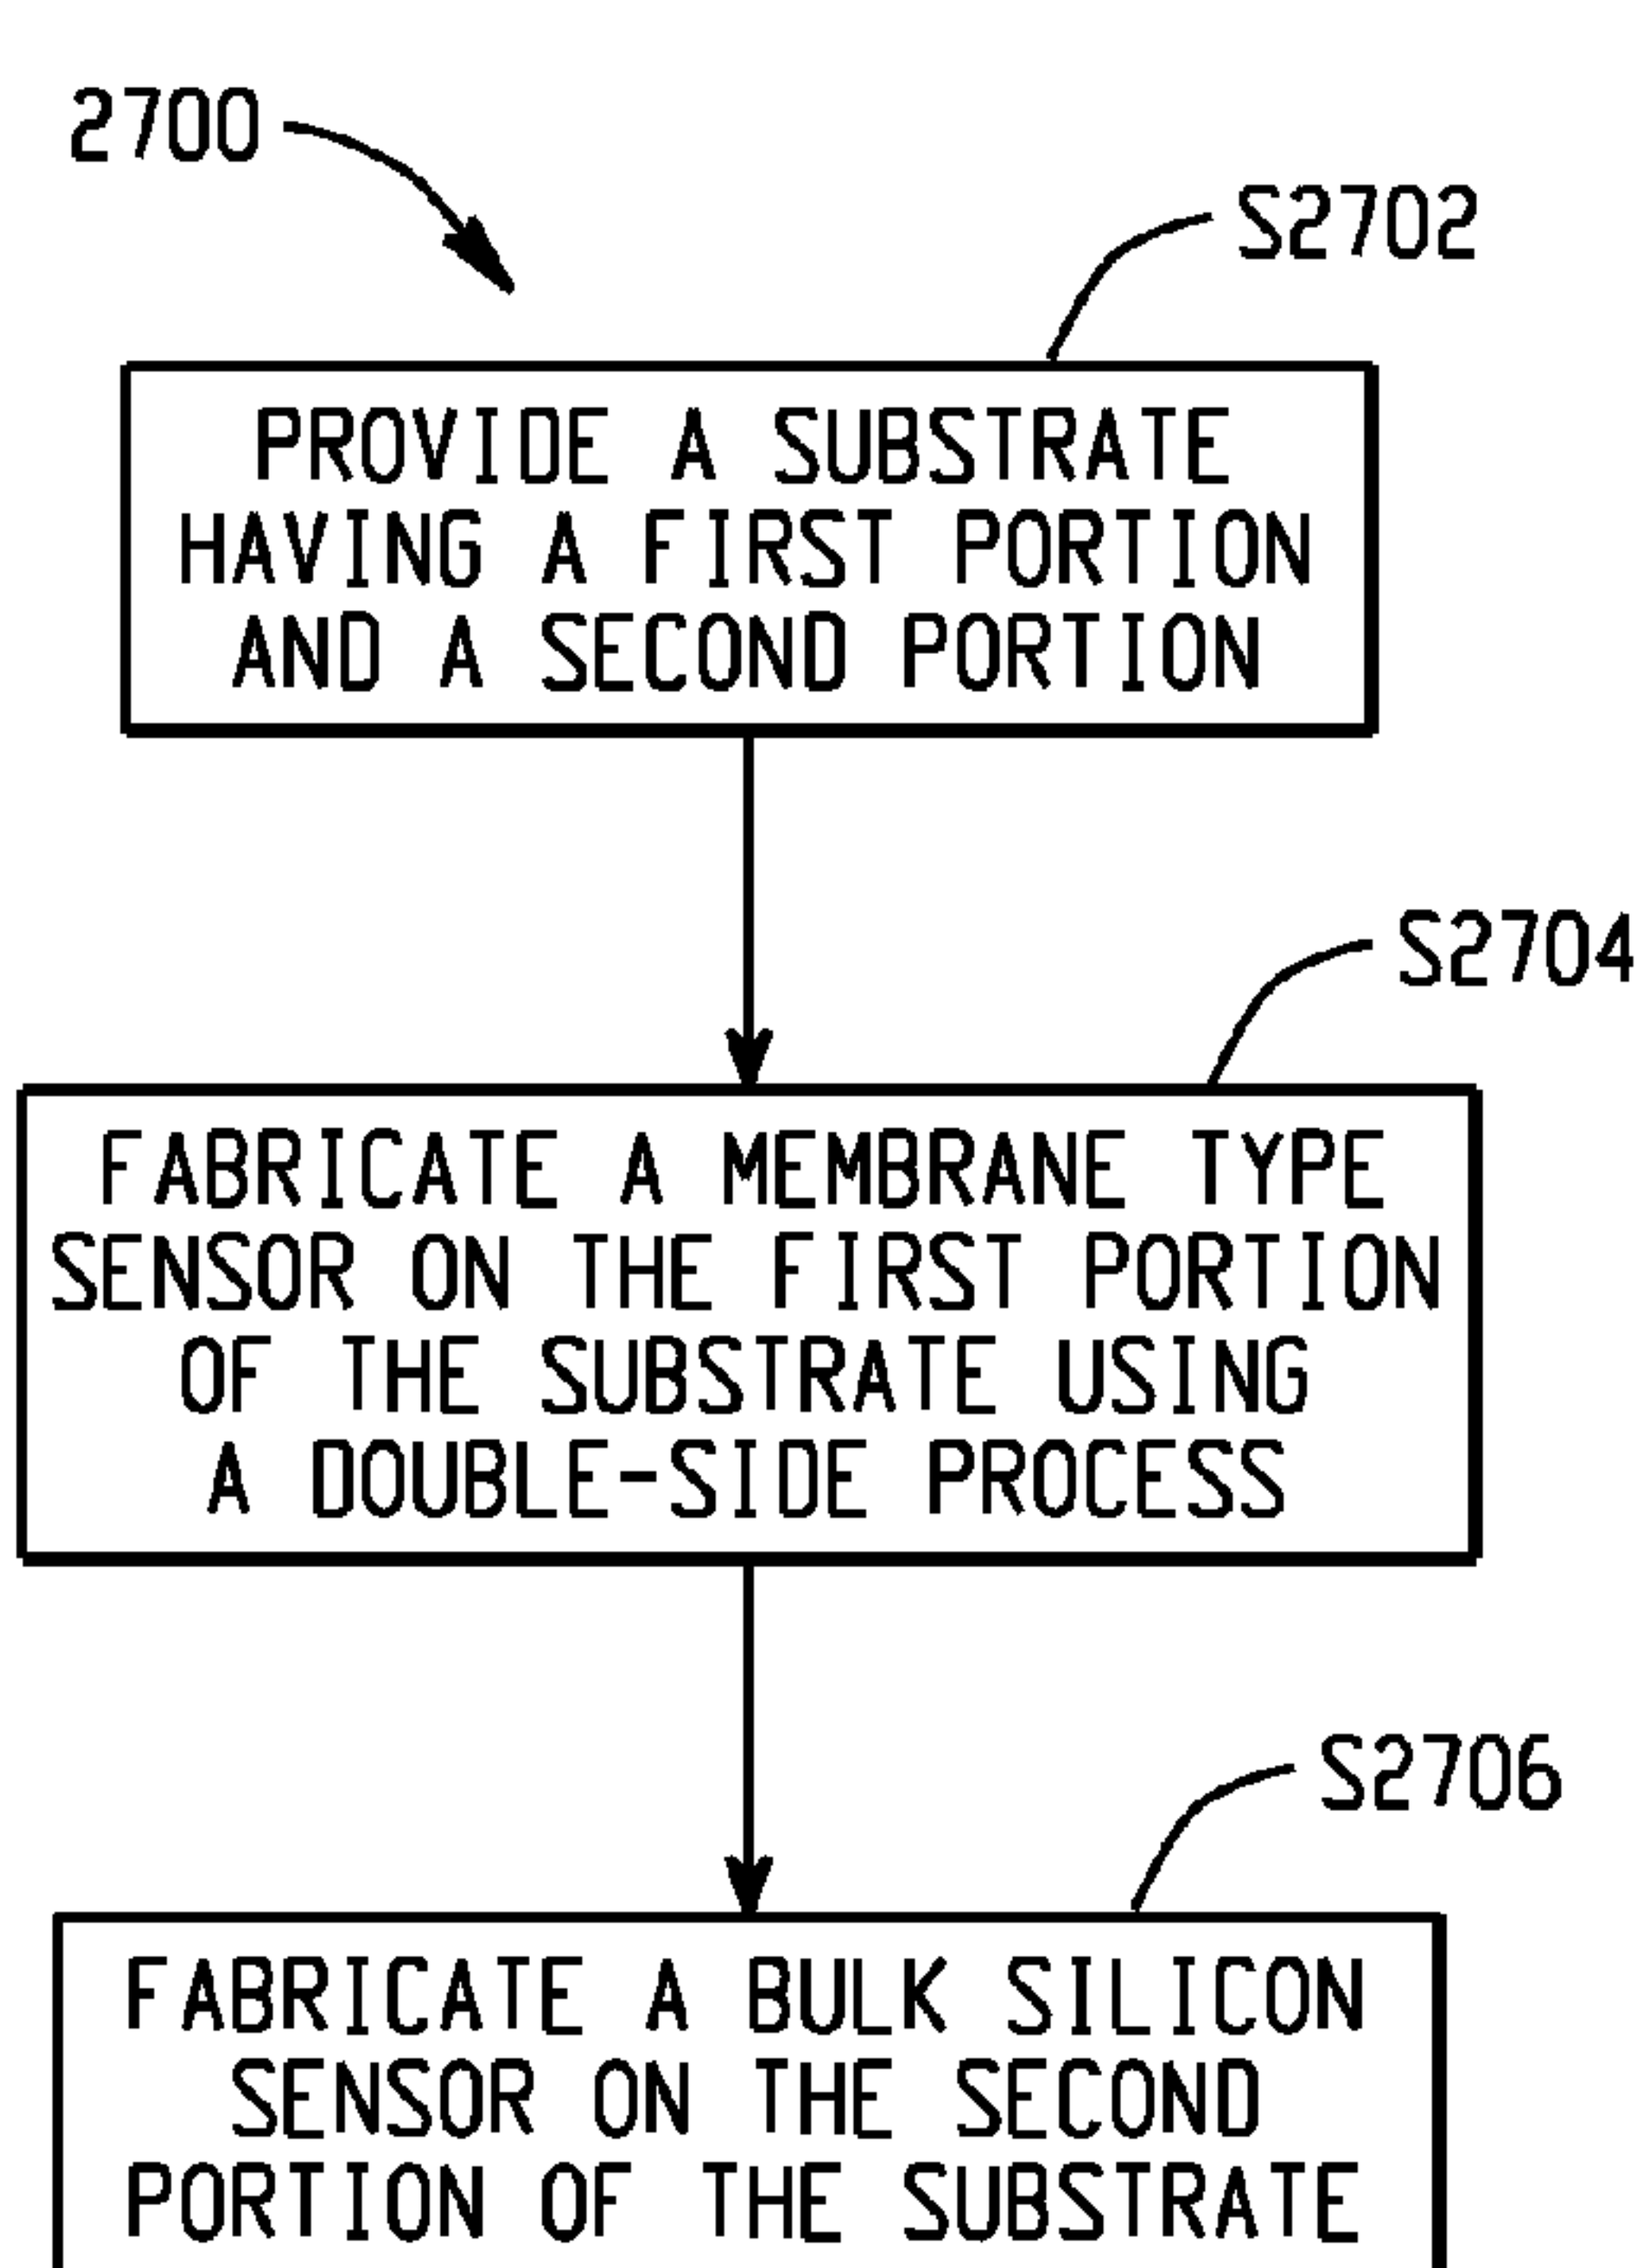 2700
S2702
PROVIDE A SUBSTRATE
HAVING A FIRST PORTION
AND A SECOND PORTION
S2704
FABRICATE A MEMBRANE TYPE
SENSOR ON THE FIRST PORTION
OF THE SUBSTRATE USING
A DOUBLE-SIDE PROCESS
S2706
FABRICATE A BULK SILICON
SENSOR ON THE SECOND
PORTION OF THE SUBSTRATE